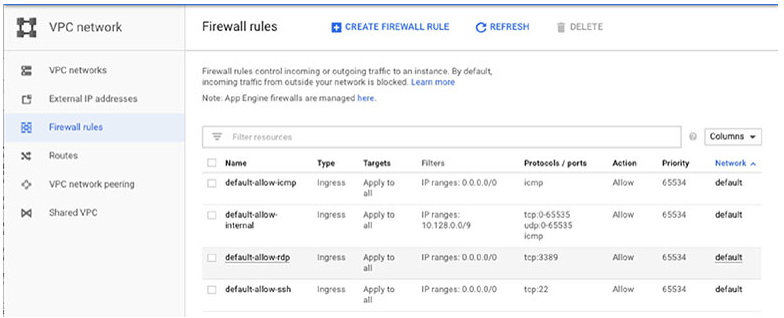 VPC network
Firewall rules
CREATE FIREWALL RULE
REFRESH
DELETE
VPC networks
External IP addresses
Firewall rules
Routes
VPC network peering
Shared VPC
Firewall rules control incoming or outgoing traffic to an instance. By default,
incoming traffic from outside your network is blocked. Learn more
Note: App Engine firewalls are managed here.
Filter resources
Columns
Name Type Targets Filters Protocols / ports Action Priority Network
default-allow-icmp Ingress Apply to IP ranges: 0.0.0.0/0 icmp Allow 65534 default
all
default-allow- Ingress Apply to IP ranges: tcp:0-65535 Allow 65534 default
internal all 10.128.0.0/9 udp:0-65535
icmp
default-allow-rdp Ingress Apply to IP ranges: 0.0.0.0/0 tcp:3389 Allow 65534 default
all
default-allow-ssh Ingress Apply to IP ranges: 0.0.0.0/0 tcp:22 Allow 65534 default
all